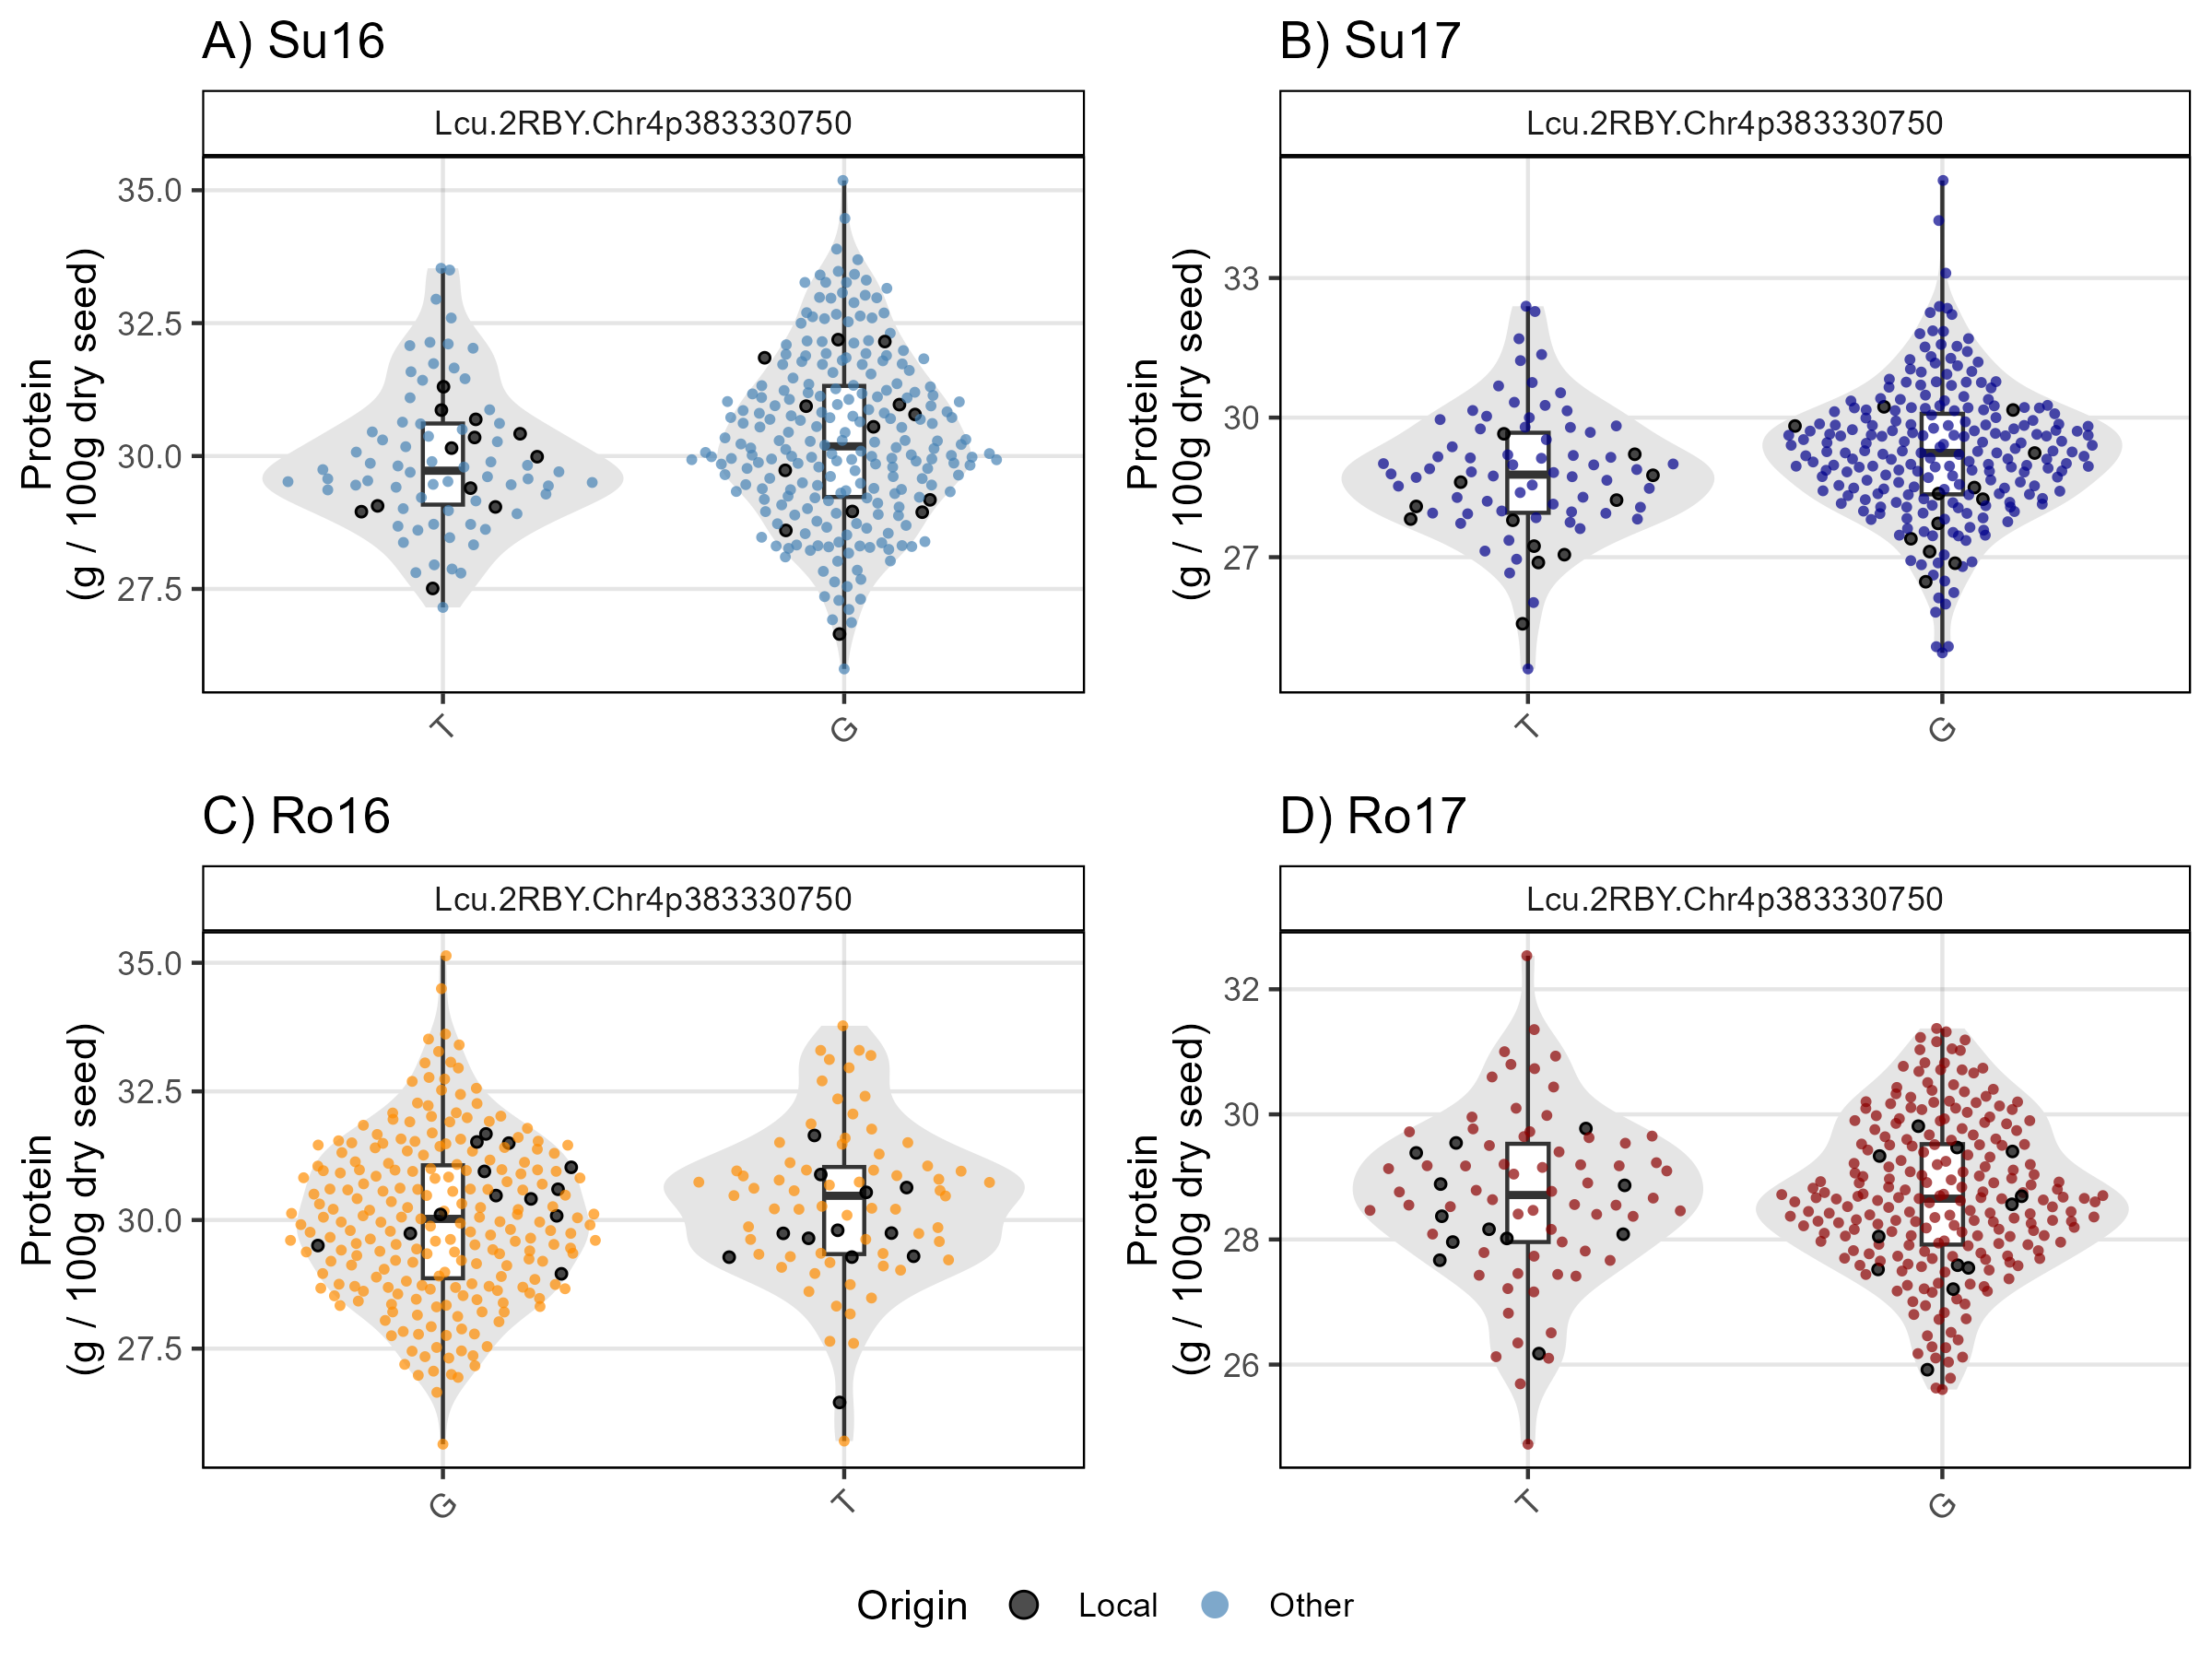 A) Su16
Lcu.2RBY.Chr4p383330750
Protein
(g / 100g dry seed)
35.0
32.5
30.0
27.5
T
G
B) Su17
Lcu.2RBY.Chr4p383330750
Protein
(g / 100g dry seed)
33
30
27
T
G
C) Ro16
Lcu.2RBY.Chr4p383330750
Protein
(g / 100g dry seed)
35.0
32.5
30.0
27.5
G
T
D) Ro17
Lcu.2RBY.Chr4p383330750
Protein
(g / 100g dry seed)
32
30
28
26
T
G
Origin Local Other